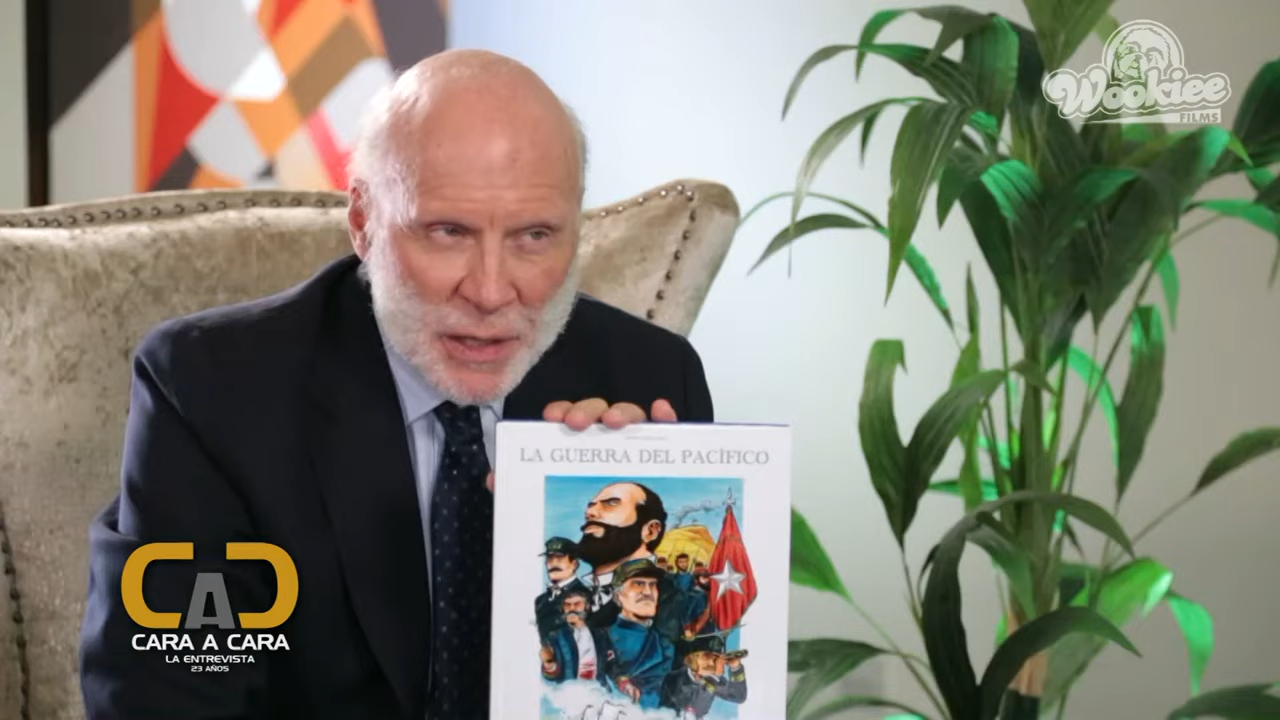 Wookiee
FILMS
LA GUERRA DEL PACÍFICO
CAC
CARA A CARA
LA ENTREVISTA
23 AÑOS